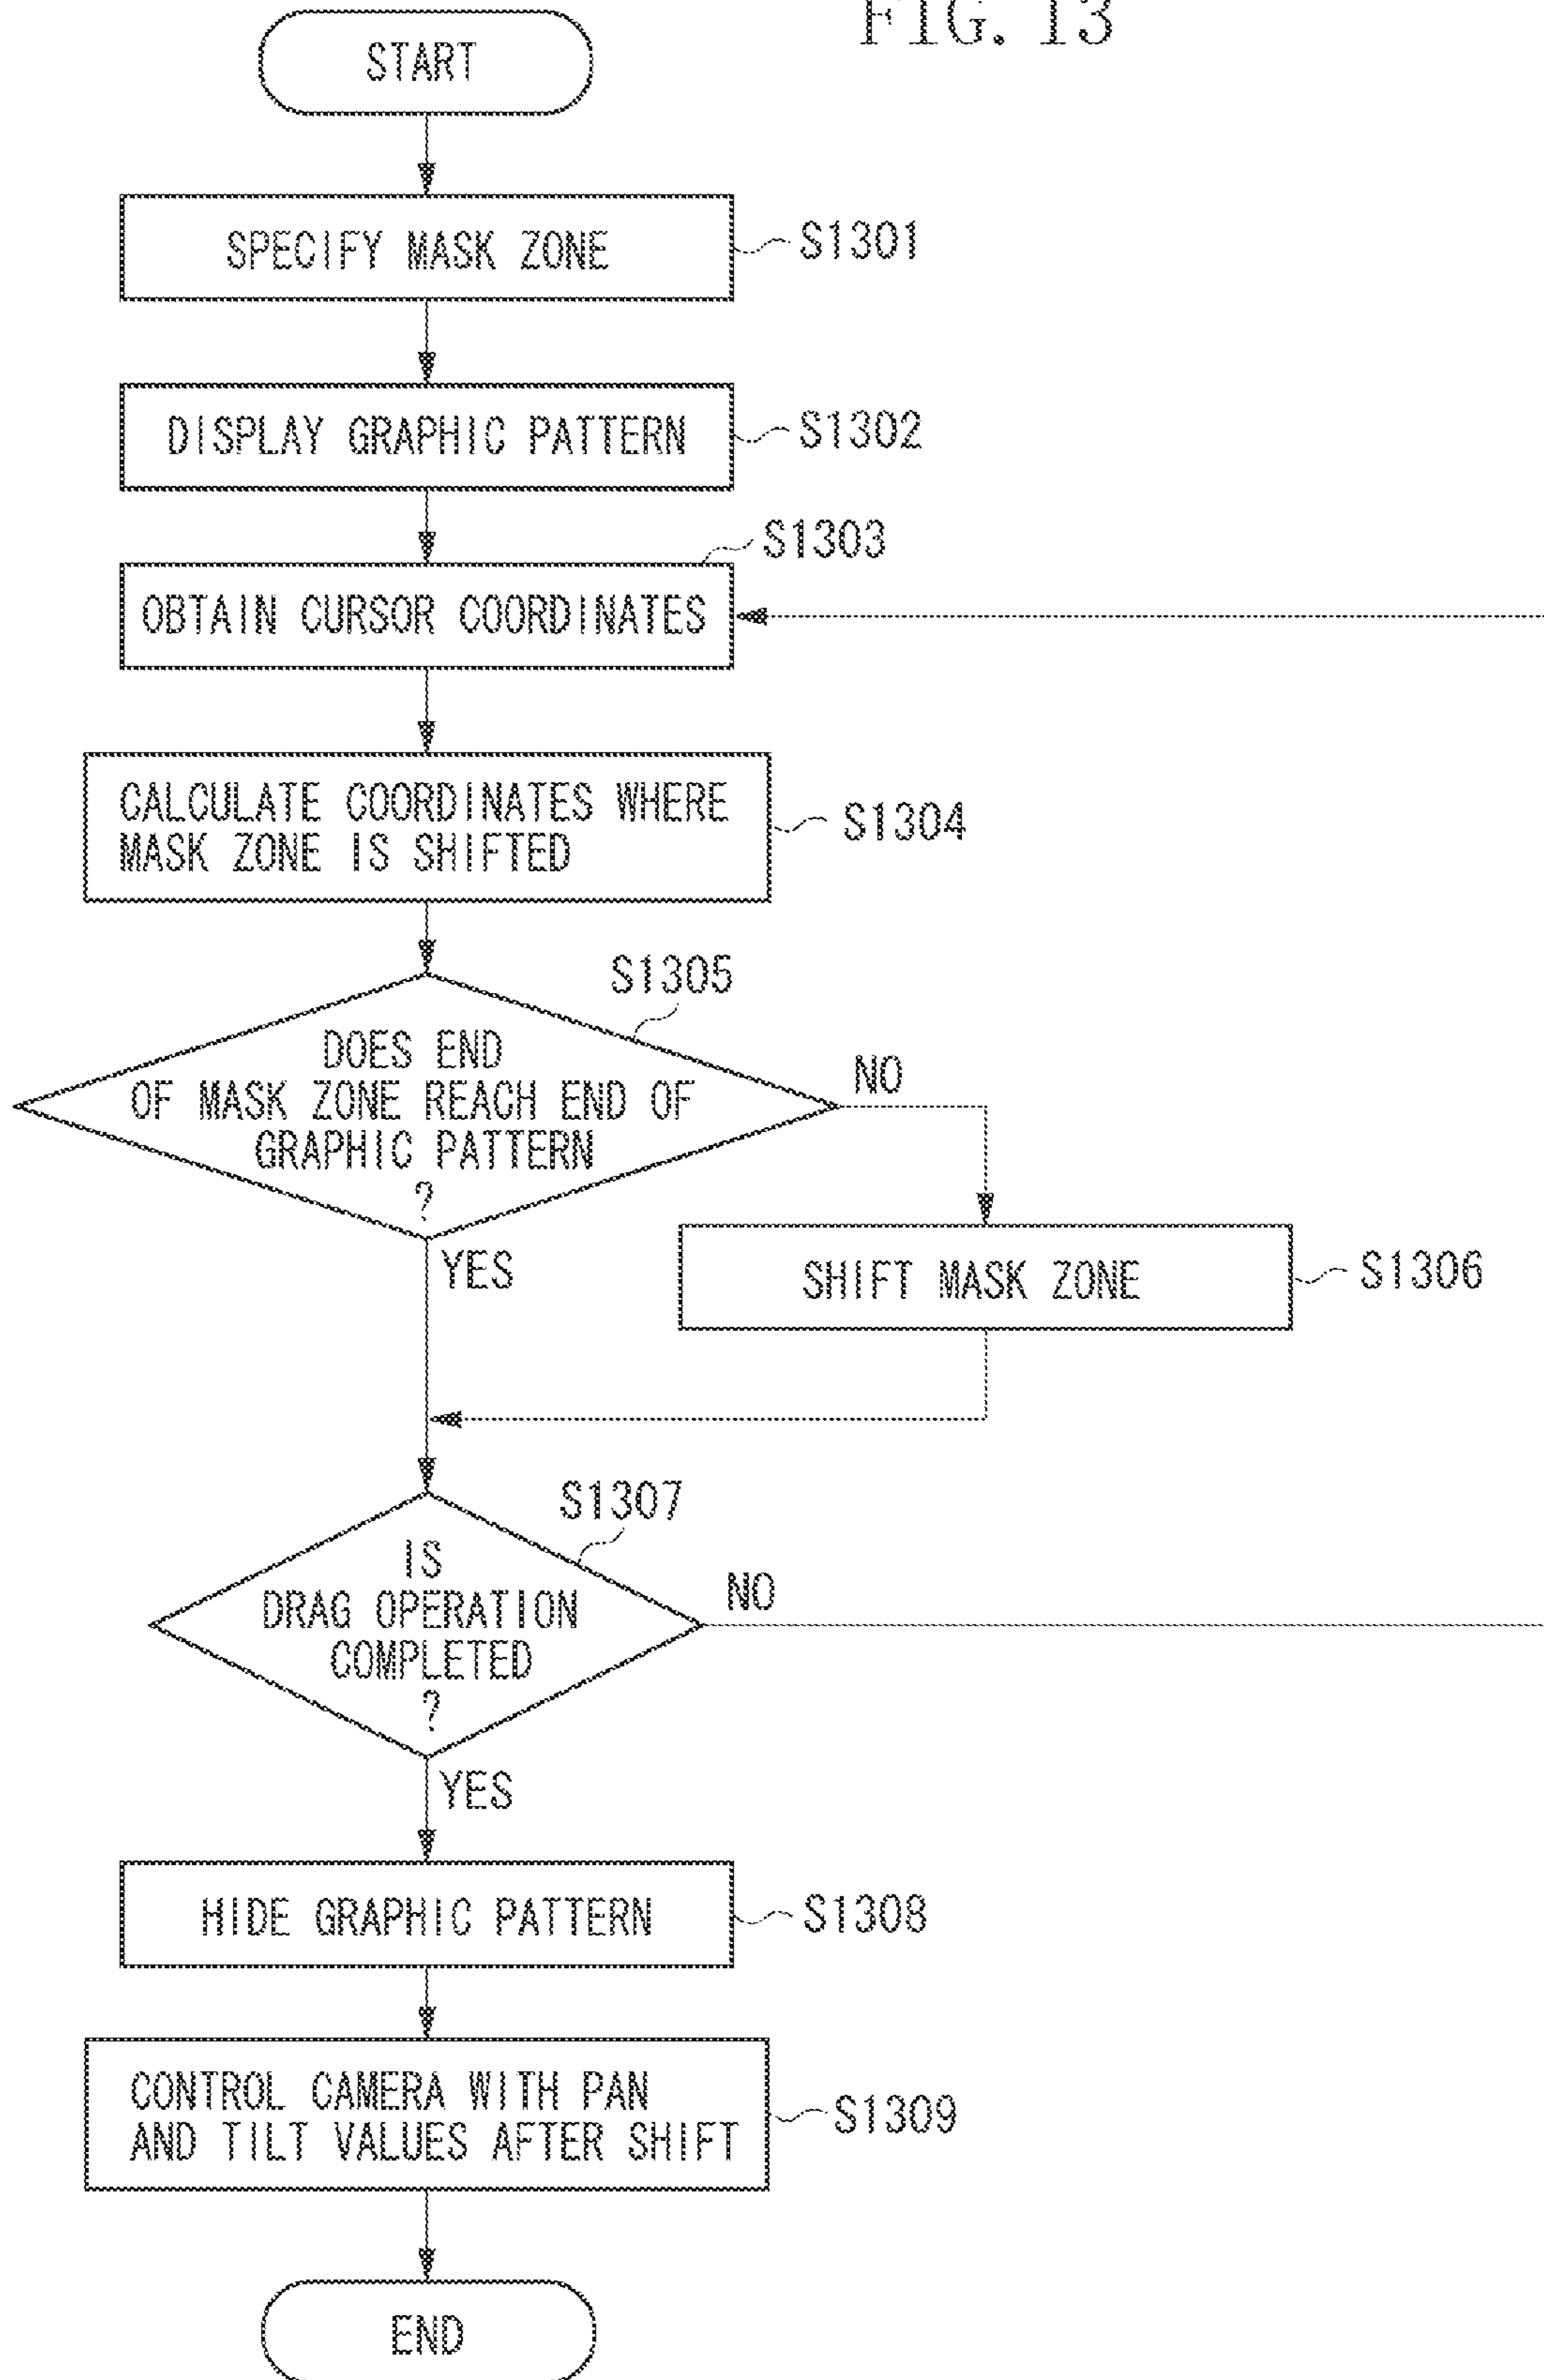 FIG. 13
START
SPECIFY MASK ZONE
S1301
DISPLAY GRAPHIC PATTERN
S1302
S1303
OBTAIN CURSOR COORDINATES
CALCULATE COORDINATES WHERE
MASK ZONE IS SHIFTED
S1304
S1305
DOES END
OF MASK ZONE REACH END OF
GRAPHIC PATTERN
?
NO
YES
SHIFT MASK ZONE
S1306
S1307
IS
DRAG OPERATION
COMPLETED
?
NO
YES
HIDE GRAPHIC PATTERN
S1308
CONTROL CAMERA WITH PAN
AND TILT VALUES AFTER SHIFT
S1309
END